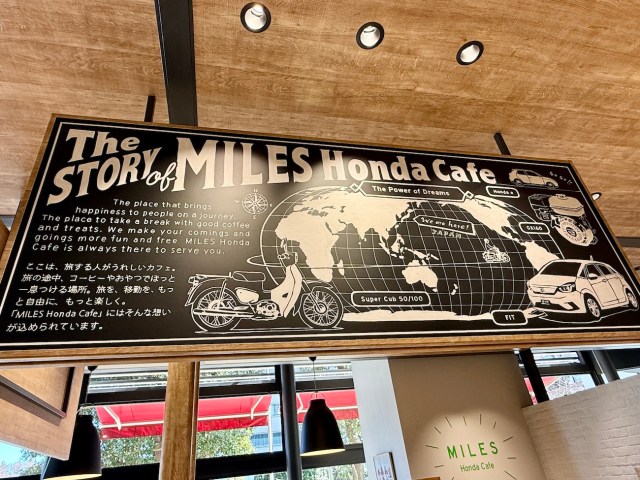 The
STORY of MILES Honda Cafe
The place that brings
happiness to people on a journey.
The place to take a break with good coffee
and treats. We make your comings and
goings more fun and free. MILES Honda
Cafe is always there to serve you.
ここは、旅する人がうれしいカフェ。
旅の途中、コーヒーやおやつでほっと
一息つける場所。旅を、移動を、もっ
と自由に、もっと楽しく。
「MILES Honda Cafe」にはそんな想い
が込められています。
The Power of Dreams
We are here!
JAPAN
Super Cub 50/100
Honda e
GX160
FIT
MILES
Honda Cafe